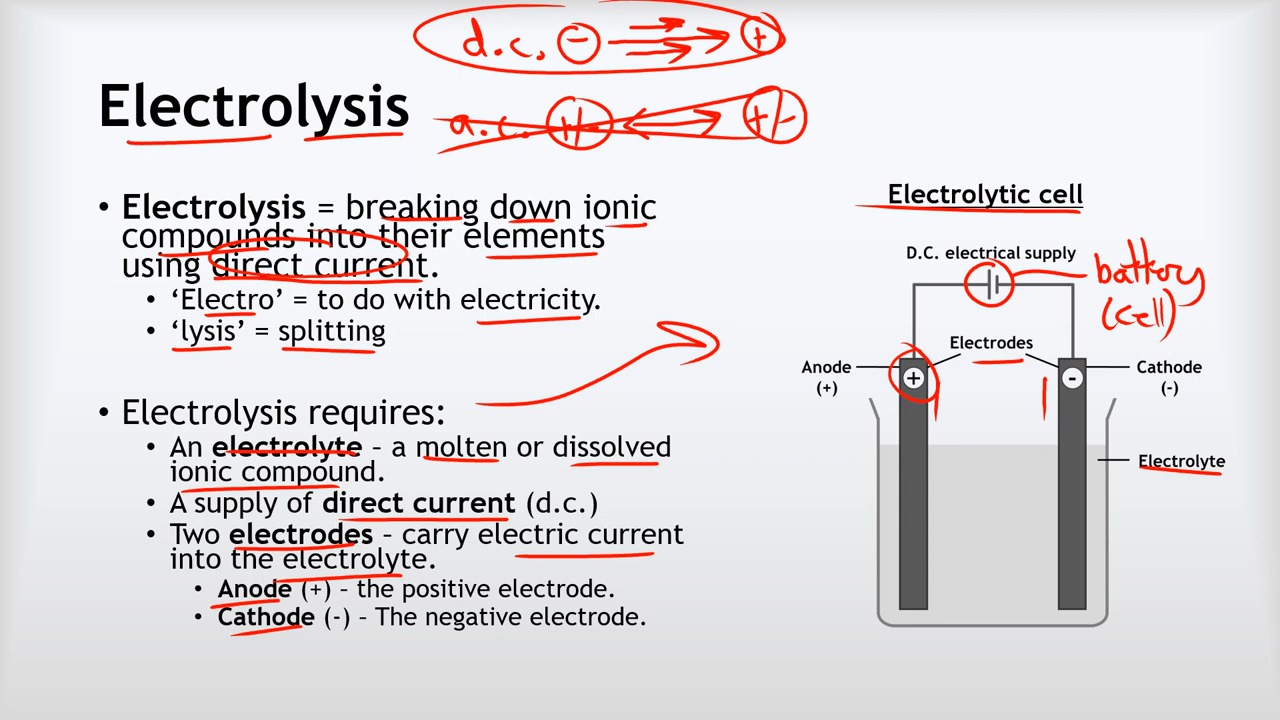 d.c. - +
a.c. +/- +/-
Electrolysis
• Electrolysis = breaking down ionic
compounds into their elements
using direct current.
• ‘Electro’ = to do with electricity.
• ‘lysis’ = splitting
• Electrolysis requires:
• An electrolyte – a molten or dissolved
ionic compound.
• A supply of direct current (d.c.)
• Two electrodes – carry electric current
into the electrolyte.
• Anode (+) – the positive electrode.
• Cathode (-) – The negative electrode.
Electrolytic cell
D.C. electrical supply
battery
(cell)
Electrodes
Anode
(+)
+
-
Cathode
(-)
Electrolyte